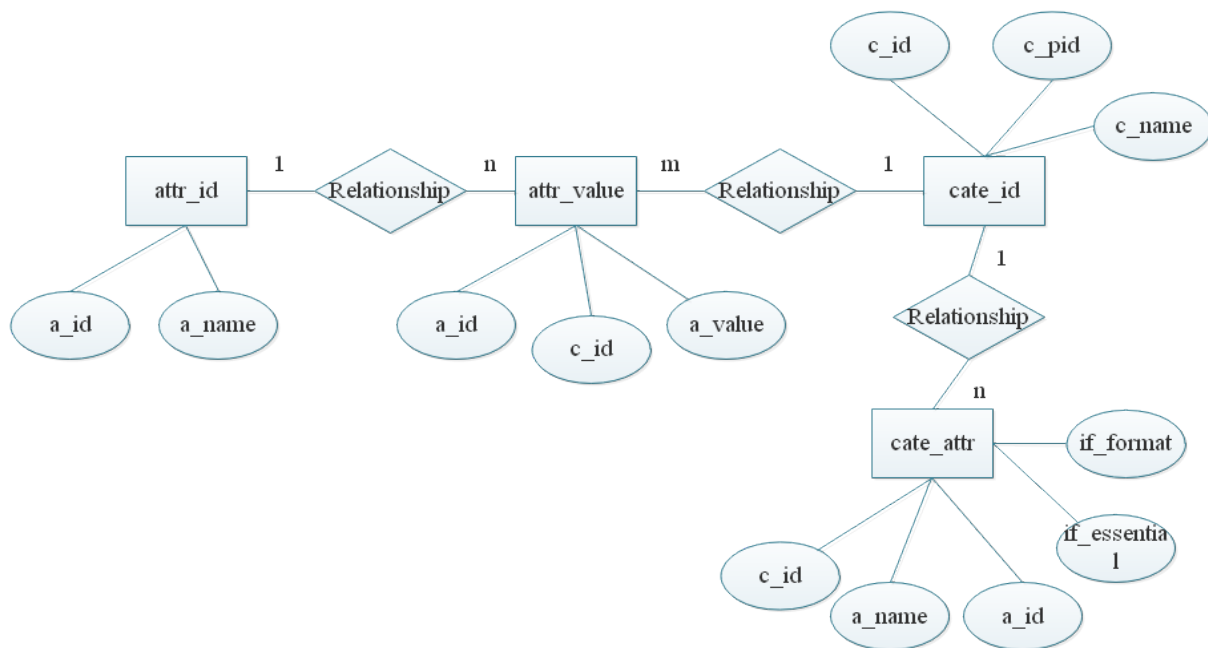 c_id
c_pid
c_name
attr_id
1
Relationship
n
attr_value
m
Relationship
1
cate_id
a_id
a_name
a_id
c_id
a_value
1
Relationship
n
cate_attr
if_format
if_essentia
l
c_id
a_name
a_id